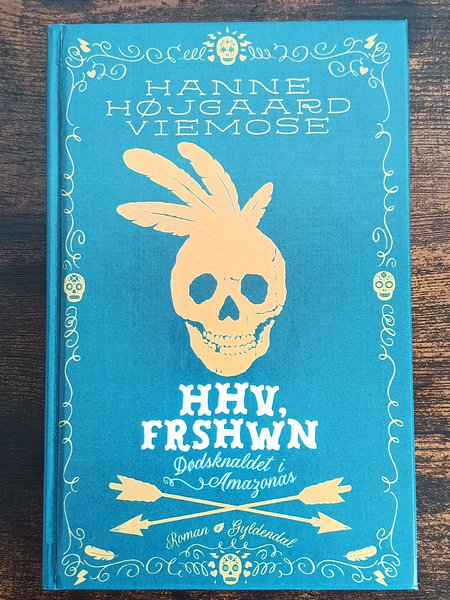 HANNE
HØJGAARD
VIEMOSE
HHV,
FRSHWN
Dødsknaldet i
Amazonas
Roman Gyldendal